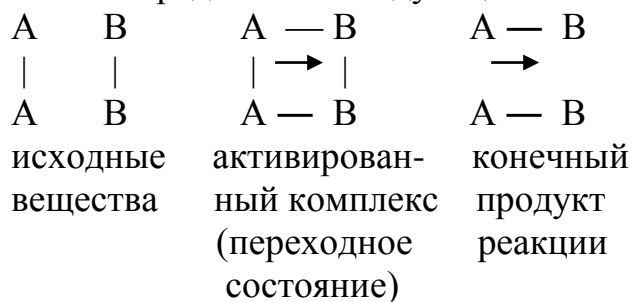 A B A — B A — B
| | | → | →
A B A — B A — B
исходные активирован- конечный
вещества ный комплекс продукт
(переходное реакции
состояние)